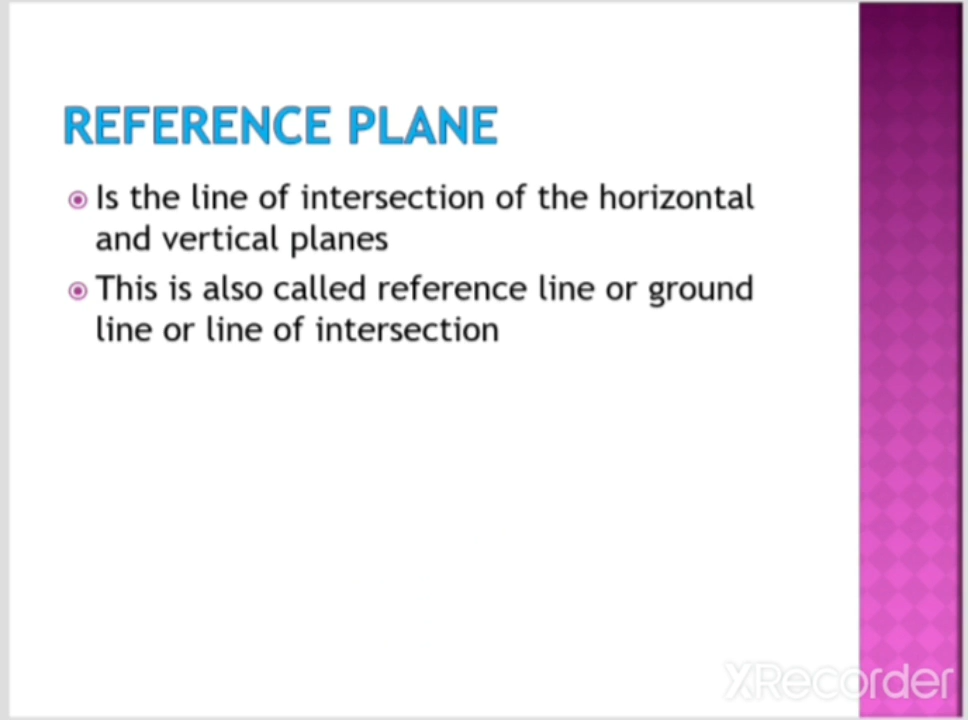 REFERENCE PLANE
Is the line of intersection of the horizontal
and vertical planes
This is also called reference line or ground
line or line of intersection
XRecorder